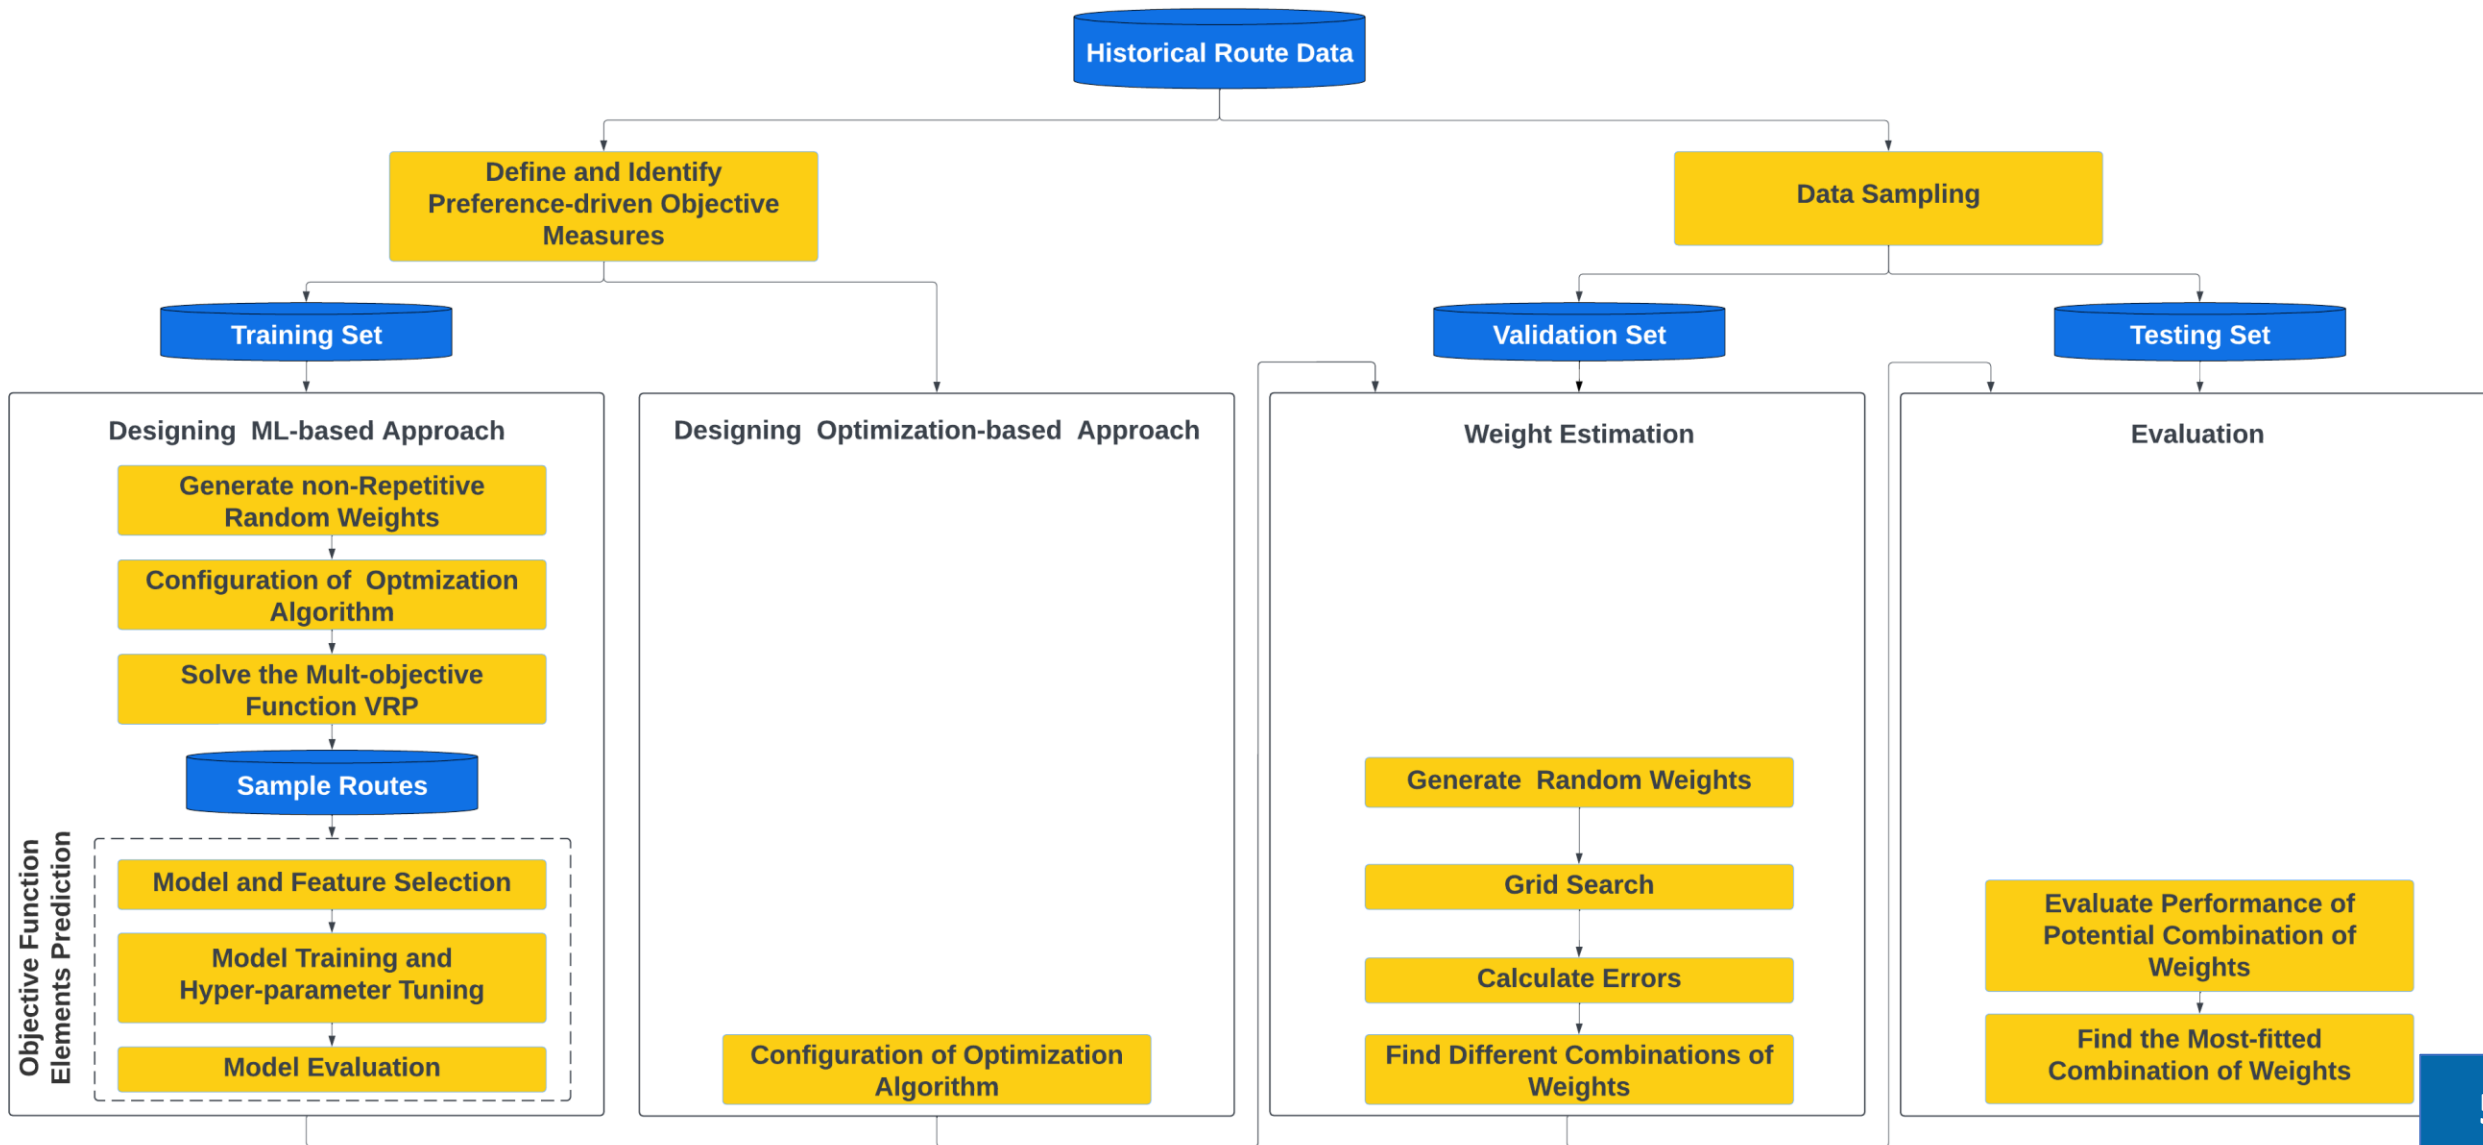 Historical Route Data
Define and Identify
Preference-driven Objective
Measures
Data Sampling
Training Set
Validation Set
Testing Set
Designing ML-based Approach
Generate non-Repetitive
Random Weights
Configuration of Optmization
Algorithm
Solve the Mult-objective
Function VRP
Sample Routes
Objective Function
Elements Prediction
Model and Feature Selection
Model Training and
Hyper-parameter Tuning
Model Evaluation
Designing Optimization-based Approach
Configuration of Optimization
Algorithm
Weight Estimation
Generate Random Weights
Grid Search
Calculate Errors
Find Different Combinations of
Weights
Evaluation
Evaluate Performance of
Potential Combination of
Weights
Find the Most-fitted
Combination of Weights